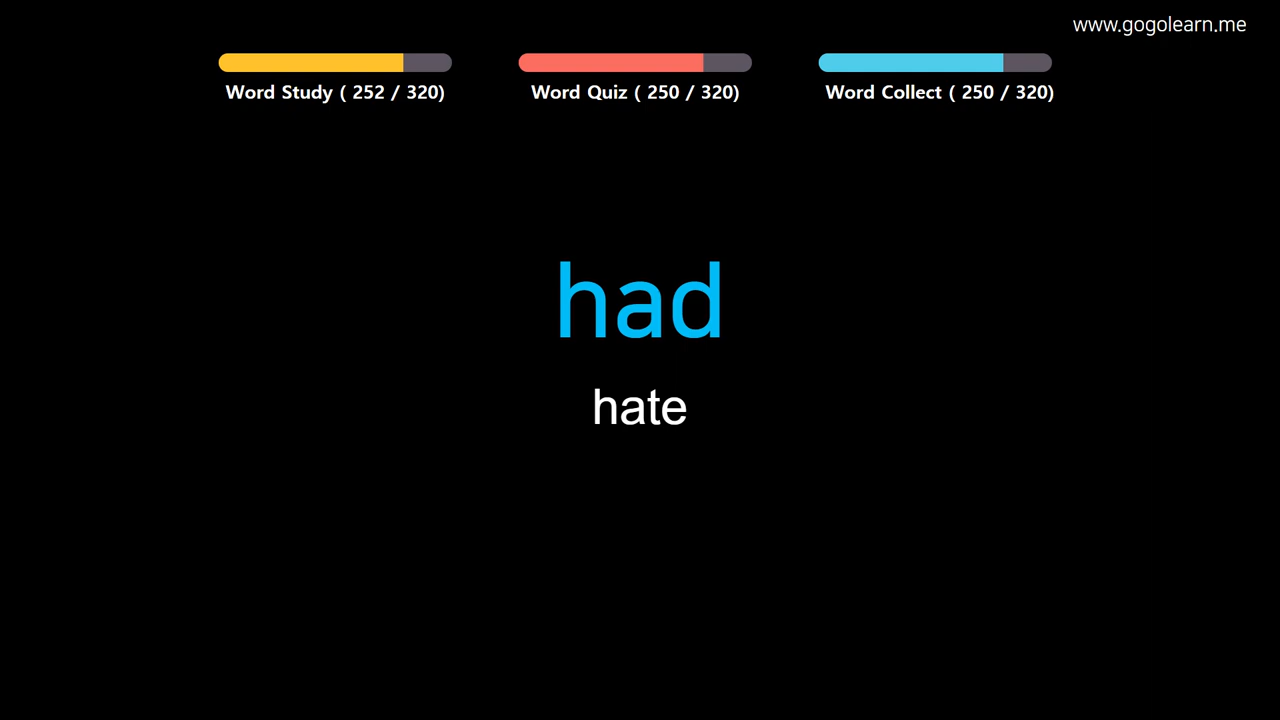 www.gogolearn.me
Word Study ( 252 / 320)
Word Quiz ( 250 / 320)
Word Collect ( 250 / 320)
had
hate